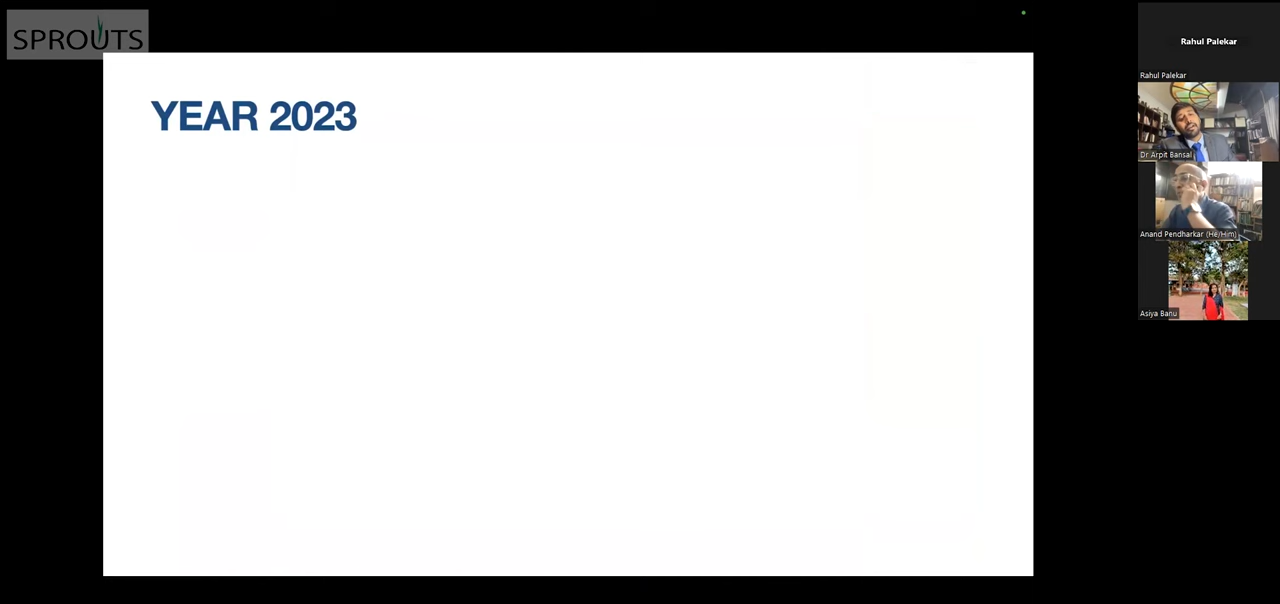 SPROUTS
YEAR 2023
Rahul Palekar
Rahul Palekar
Dr Arpit Bansal
Anand Pendharkar (He/Him)
Asiya Banu